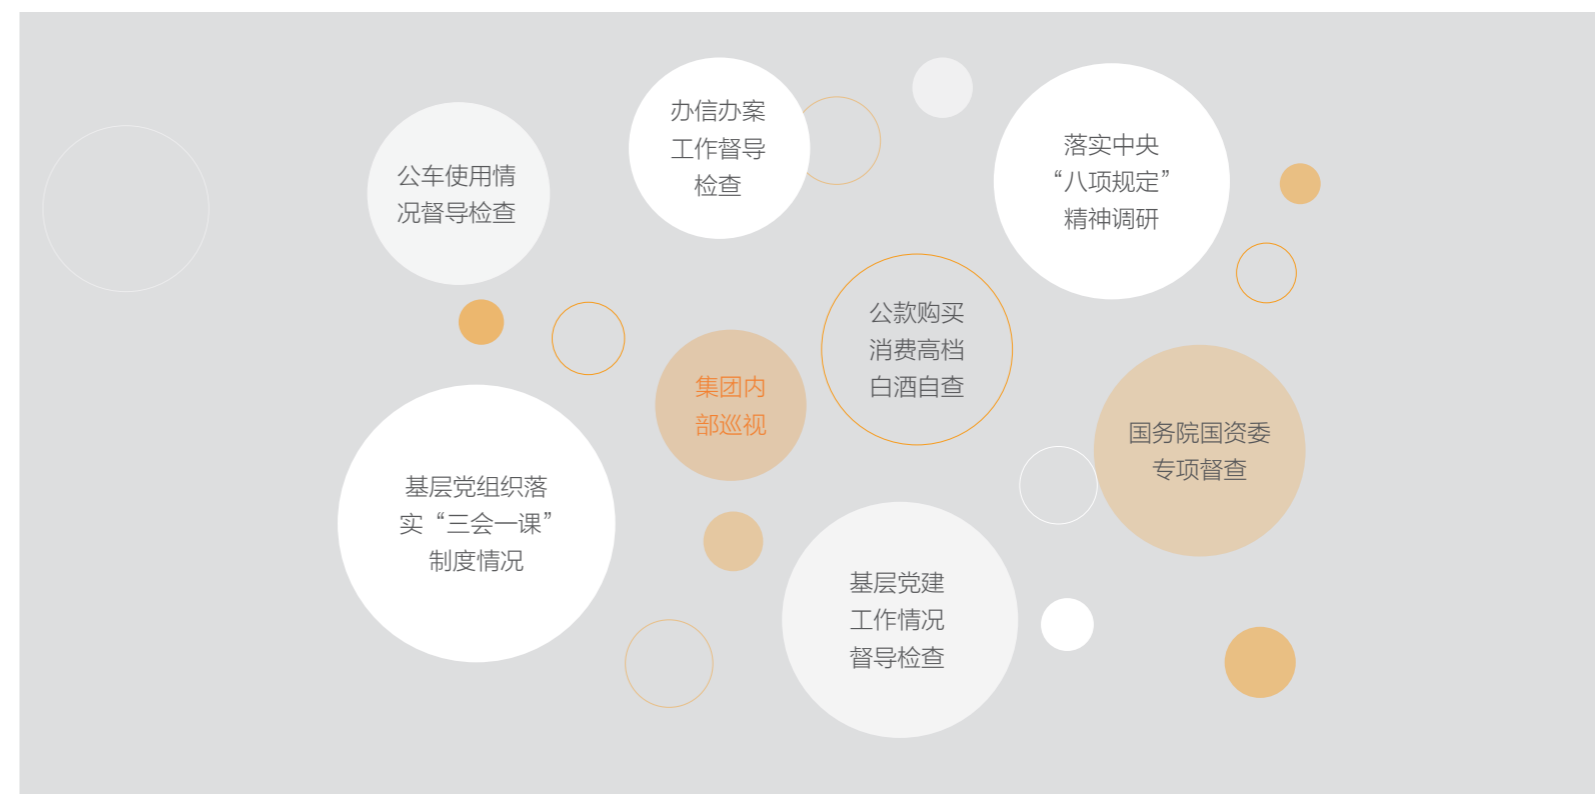 公车使用情
况督导检查
办信办案
工作督导
检查
落实中央
“八项规定”
精神调研
公款购买
消费高档
白酒自查
集团内
部巡视
国务院国资委
专项督查
基层党组织落
实“三会一课”
制度情况
基层党建
工作情况
督导检查